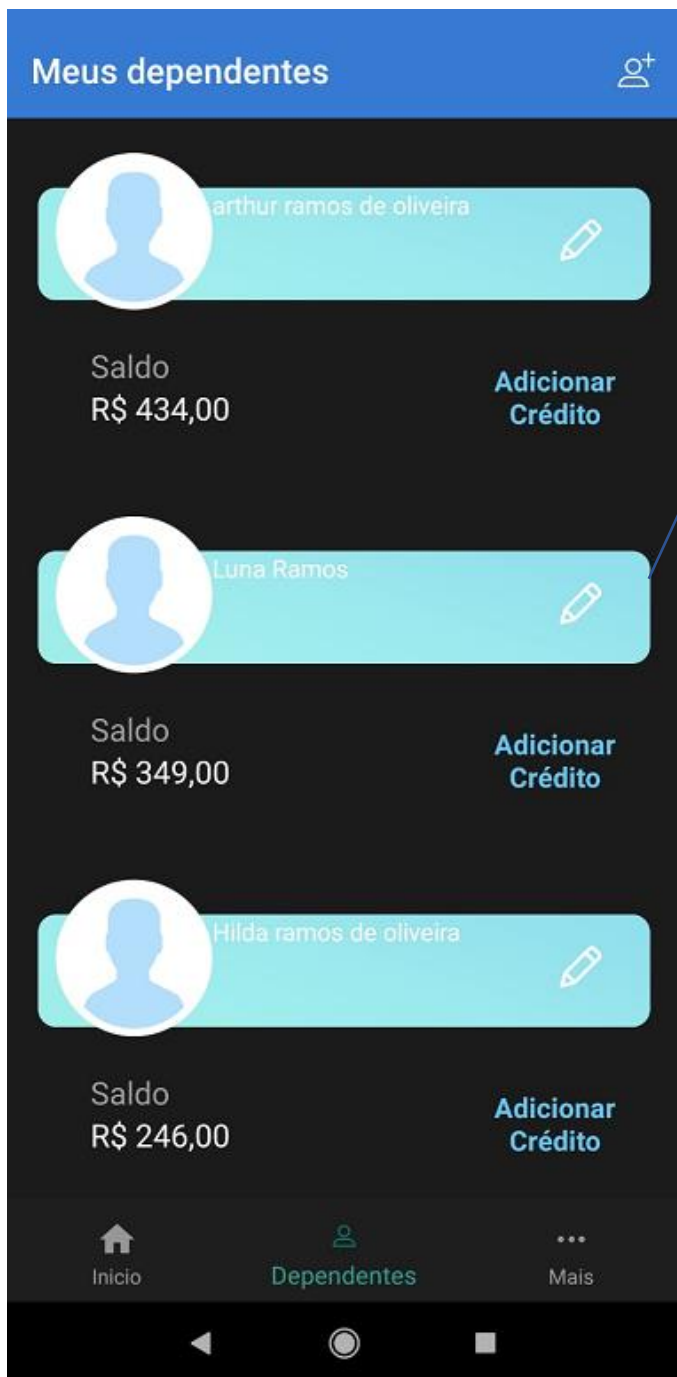 Meus dependentes
arthur ramos de oliveira
Saldo
R$ 434,00
Adicionar
Crédito
Luna Ramos
Saldo
R$ 349,00
Adicionar
Crédito
Hilda ramos de oliveira
Saldo
R$ 246,00
Adicionar
Crédito
Inicio
Dependentes
Mais